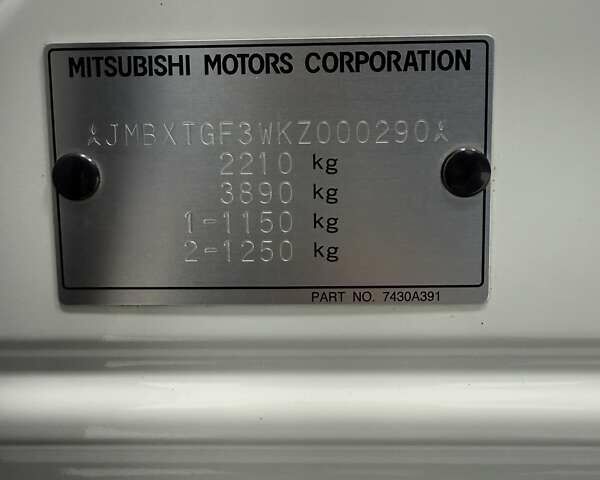 MITSUBISHI MOTORS CORPORATION
JMBXTGF3WKZ000290
2210 kg
3890 kg
1-1150 kg
2-1250 kg
PART NO. 7430A391